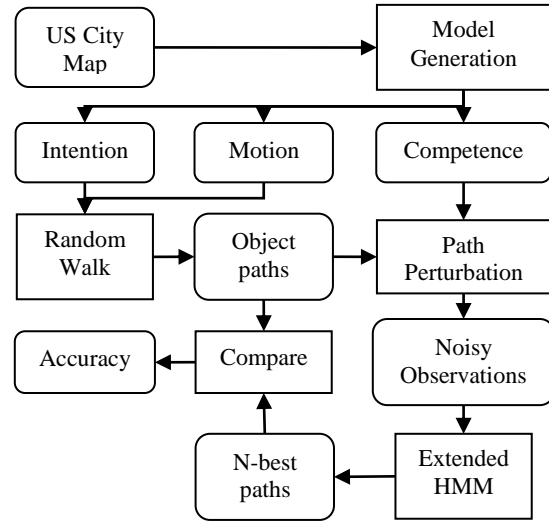 US City
Map
Model
Generation
Intention
Motion
Competence
Random
Walk
Object
paths
Path
Perturbation
Accuracy
Compare
Noisy
Observations
N-best
paths
Extended
HMM